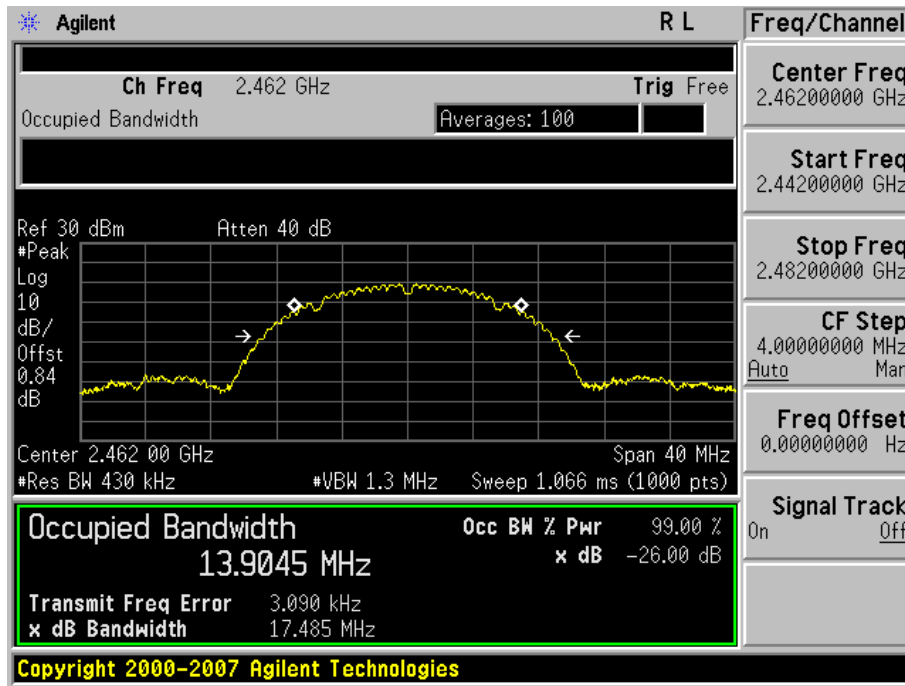 Agilent R L
Freq/Channel
Ch Freq 2.462 GHz Trig Free
Occupied Bandwidth Averages: 100
Ref 30 dBm Atten 40 dB
#Peak
Log
10
dB/
Offst
0.84
dB
Center 2.462 00 GHz Span 40 MHz
#Res BW 430 kHz #VBW 1.3 MHz Sweep 1.066 ms (1000 pts)
Occupied Bandwidth Occ BW % Pwr 99.00 %
13.9045 MHz x dB -26.00 dB
Transmit Freq Error 3.090 kHz
x dB Bandwidth 17.485 MHz
Copyright 2000-2007 Agilent Technologies
Center Freq
2.46200000 GHz
Start Freq
2.44200000 GHz
Stop Freq
2.48200000 GHz
CF Step
4.00000000 MHz
Auto Man
Freq Offset
0.00000000 Hz
Signal Track
On Off